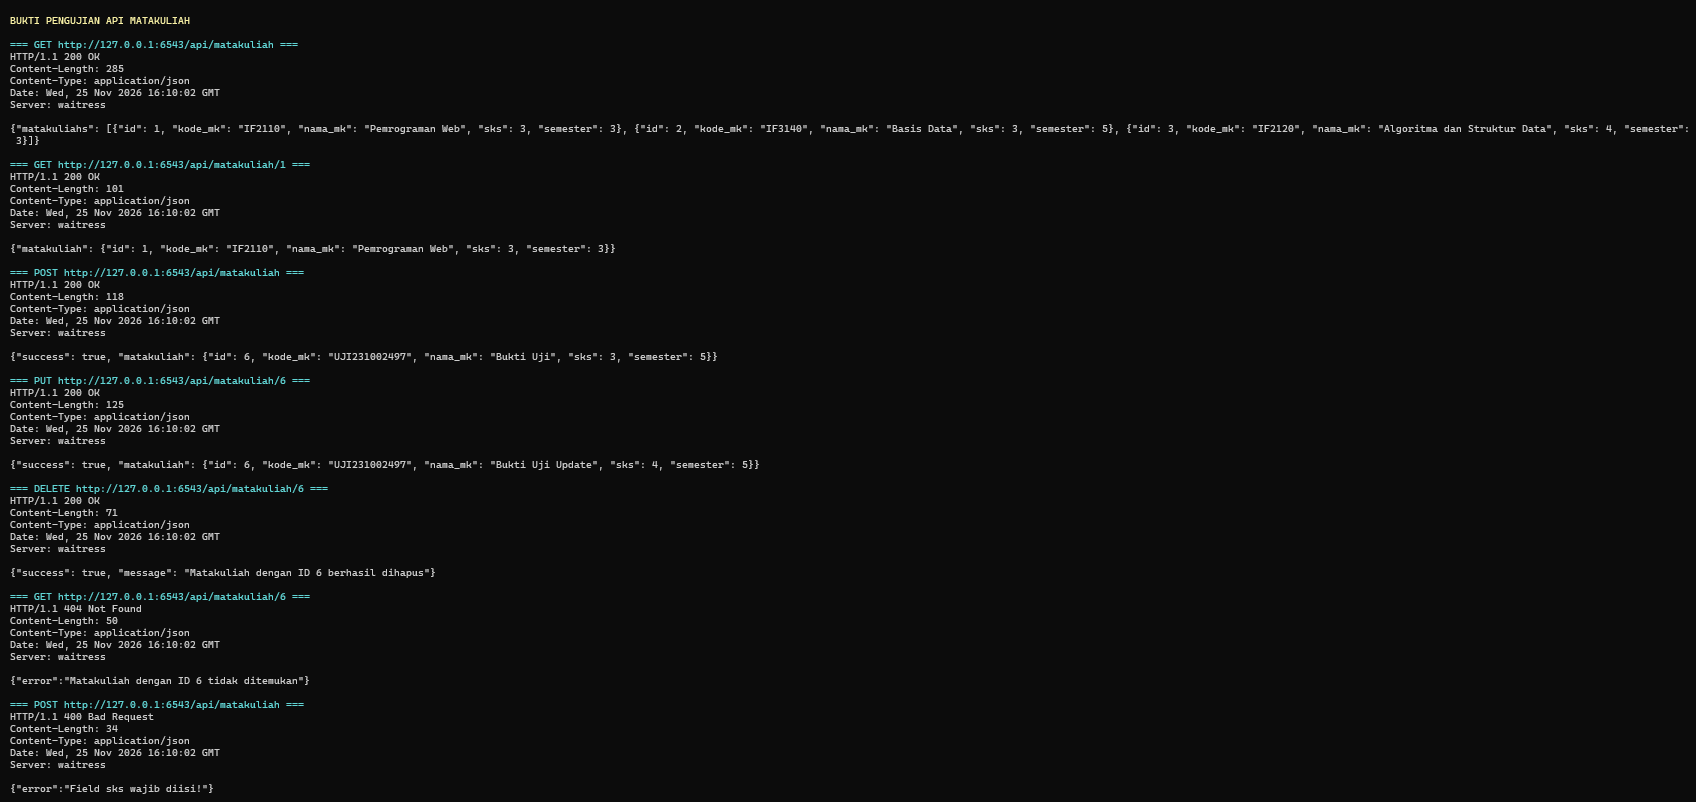 BUKTI PENGUJIAN API MATAKULIAH
=== GET http://127.0.0.1:6543/api/matakuliah ===
HTTP/1.1 200 OK
Content-Length: 285
Content-Type: application/json
Date: Wed, 25 Nov 2026 16:10:02 GMT
Server: waitress
{"matakuliahs": [{"id": 1, "kode_mk": "IF2110", "nama_mk": "Pemrograman Web", "sks": 3, "semester": 3}, {"id": 2, "kode_mk": "IF3140", "nama_mk": "Basis Data", "sks": 3, "semester": 5}, {"id": 3, "kode_mk": "IF2120", "nama_mk": "Algoritma dan Struktur Data", "sks": 4, "semester":
3}]}
=== GET http://127.0.0.1:6543/api/matakuliah/1 ===
HTTP/1.1 200 OK
Content-Length: 101
Content-Type: application/json
Date: Wed, 25 Nov 2026 16:10:02 GMT
Server: waitress
{"matakuliah": {"id": 1, "kode_mk": "IF2110", "nama_mk": "Pemrograman Web", "sks": 3, "semester": 3}}
=== POST http://127.0.0.1:6543/api/matakuliah ===
HTTP/1.1 200 OK
Content-Length: 118
Content-Type: application/json
Date: Wed, 25 Nov 2026 16:10:02 GMT
Server: waitress
{"success": true, "matakuliah": {"id": 6, "kode_mk": "UJI231002497", "nama_mk": "Bukti Uji", "sks": 3, "semester": 5}}
=== PUT http://127.0.0.1:6543/api/matakuliah/6 ===
HTTP/1.1 200 OK
Content-Length: 125
Content-Type: application/json
Date: Wed, 25 Nov 2026 16:10:02 GMT
Server: waitress
{"success": true, "matakuliah": {"id": 6, "kode_mk": "UJI231002497", "nama_mk": "Bukti Uji Update", "sks": 4, "semester": 5}}
=== DELETE http://127.0.0.1:6543/api/matakuliah/6 ===
HTTP/1.1 200 OK
Content-Length: 71
Content-Type: application/json
Date: Wed, 25 Nov 2026 16:10:02 GMT
Server: waitress
{"success": true, "message": "Matakuliah dengan ID 6 berhasil dihapus"}
=== GET http://127.0.0.1:6543/api/matakuliah/6 ===
HTTP/1.1 404 Not Found
Content-Length: 50
Content-Type: application/json
Date: Wed, 25 Nov 2026 16:10:02 GMT
Server: waitress
{"error":"Matakuliah dengan ID 6 tidak ditemukan"}
=== POST http://127.0.0.1:6543/api/matakuliah ===
HTTP/1.1 400 Bad Request
Content-Length: 34
Content-Type: application/json
Date: Wed, 25 Nov 2026 16:10:02 GMT
Server: waitress
{"error":"Field sks wajib diisi!"}